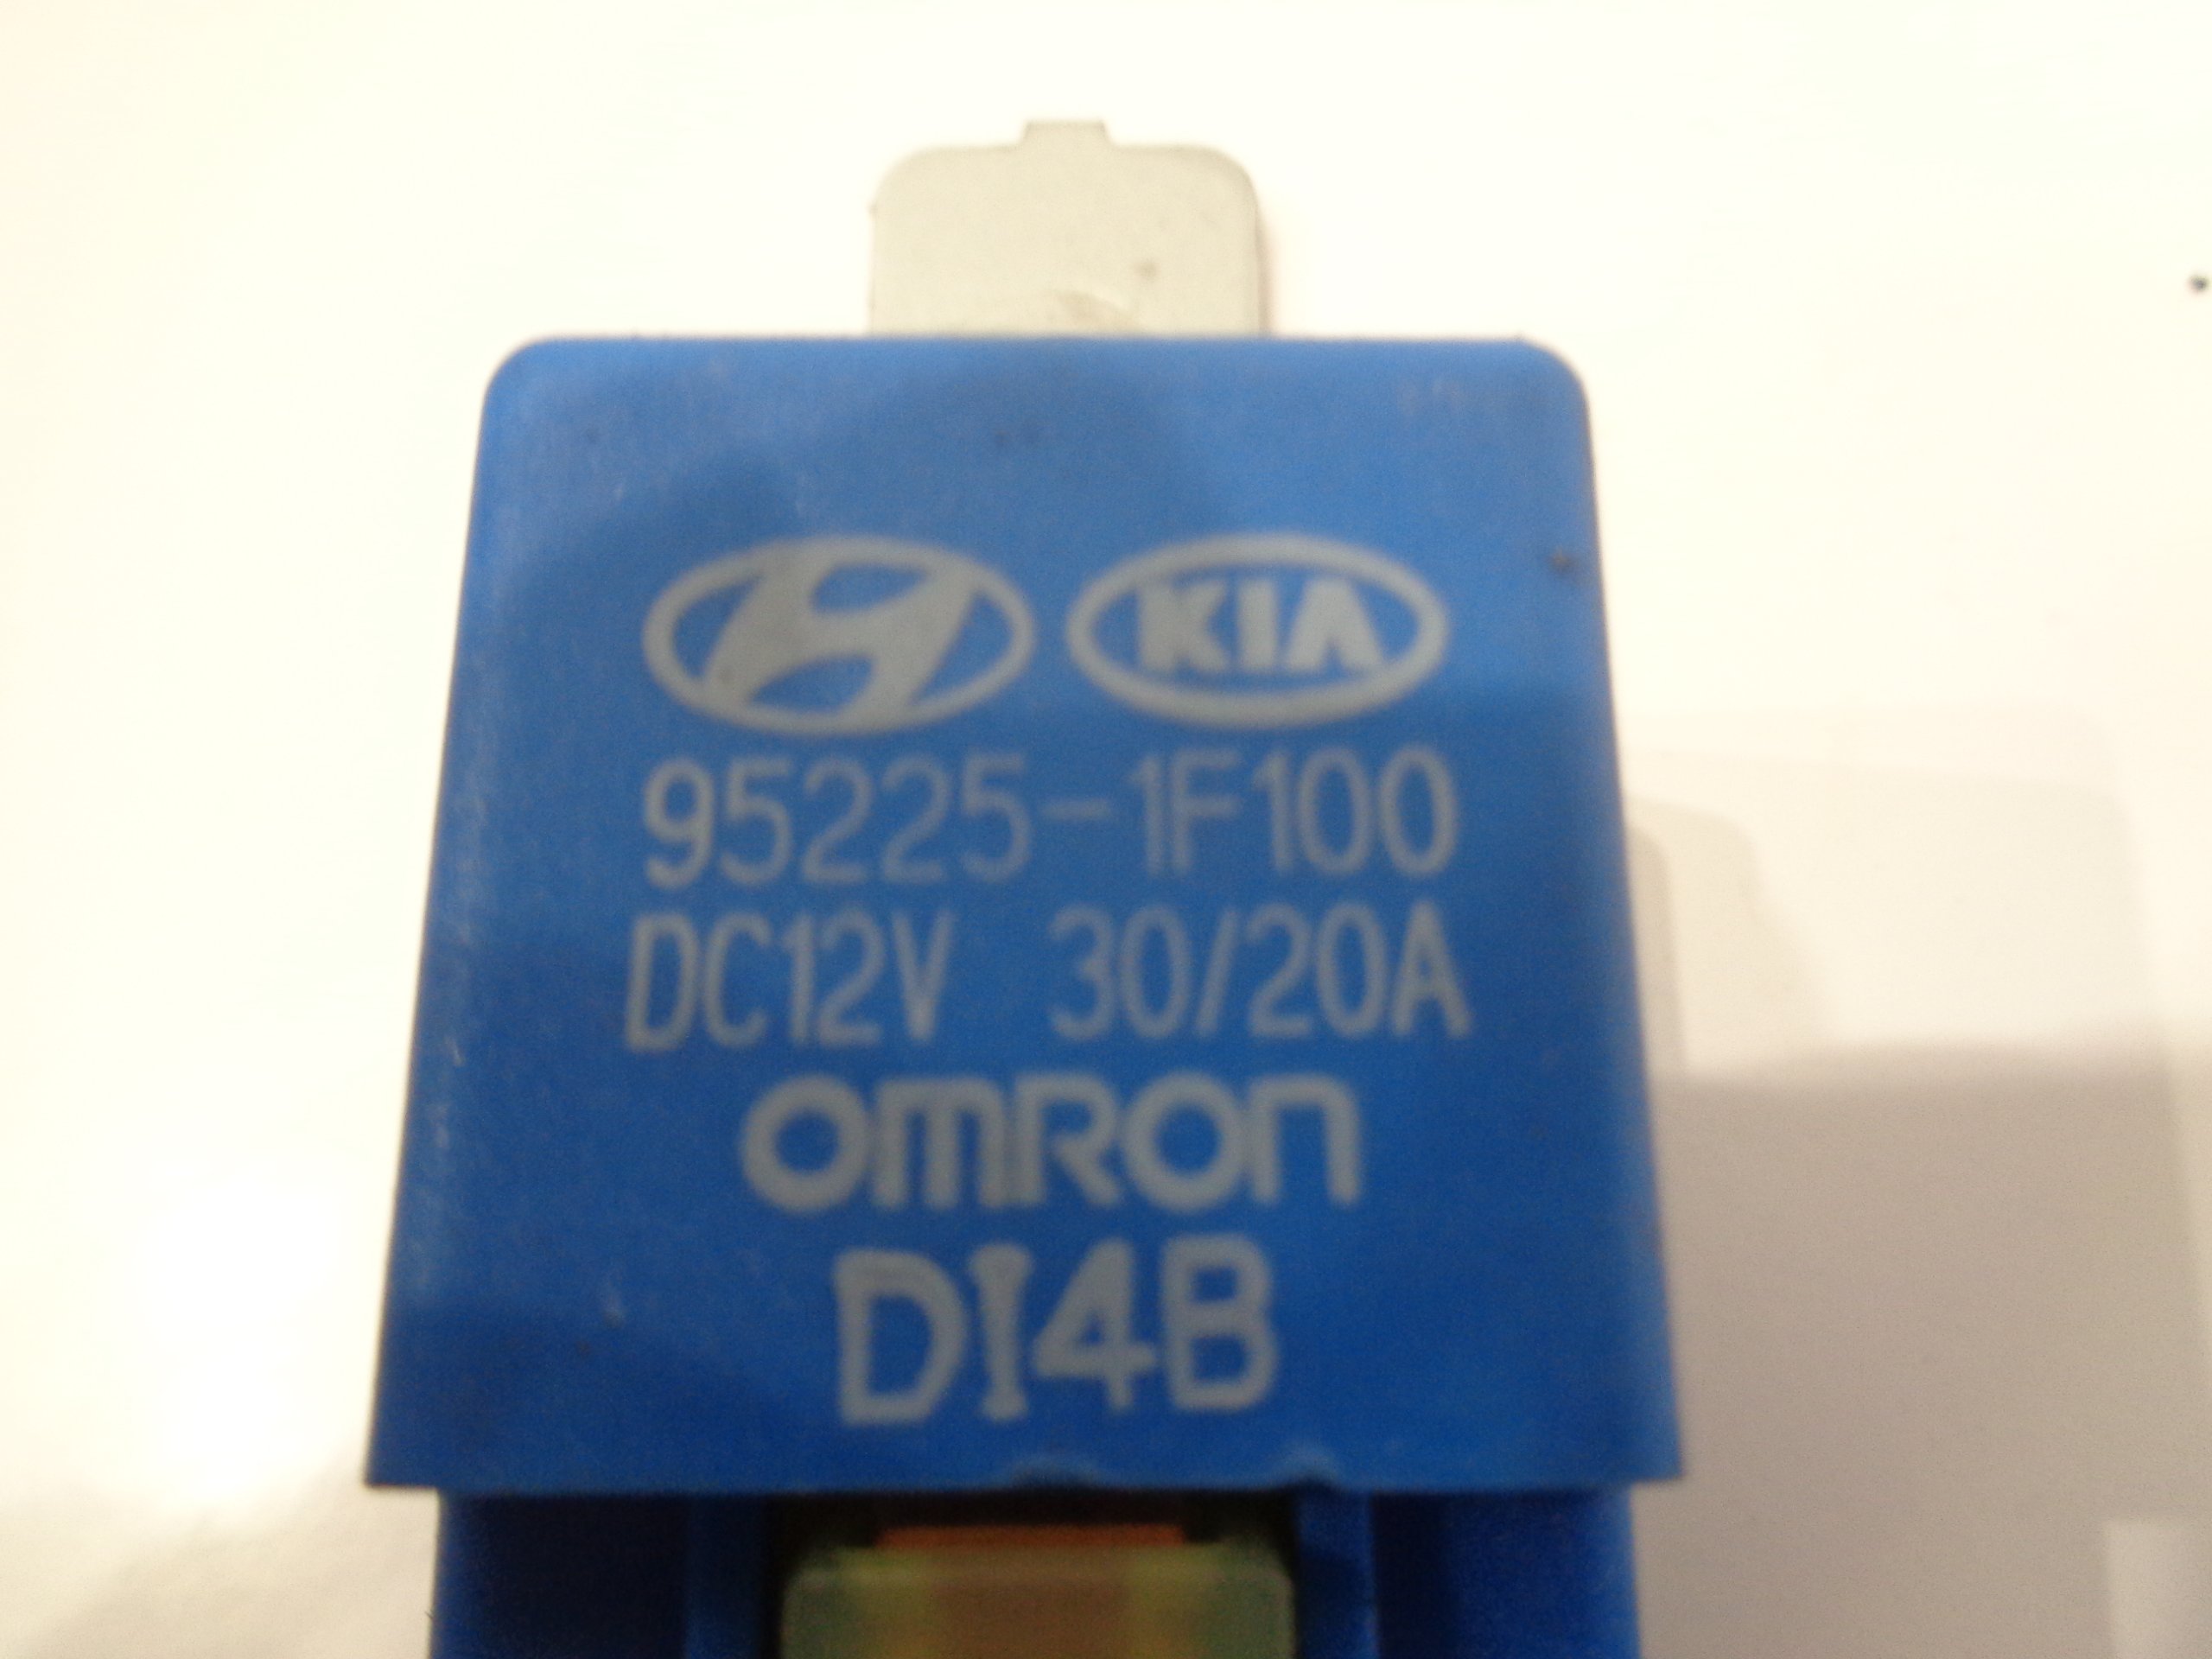 KIA
95225-1F100
DC12V 30/20A
omRon
DI4B